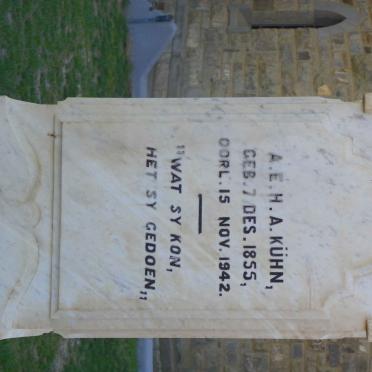 A.E.H.A.KÜHN,
GEB.7 DES.1855,
OORL.15 NOV.1942.
"WAT SY KON,
HET SY GEDOEN,,